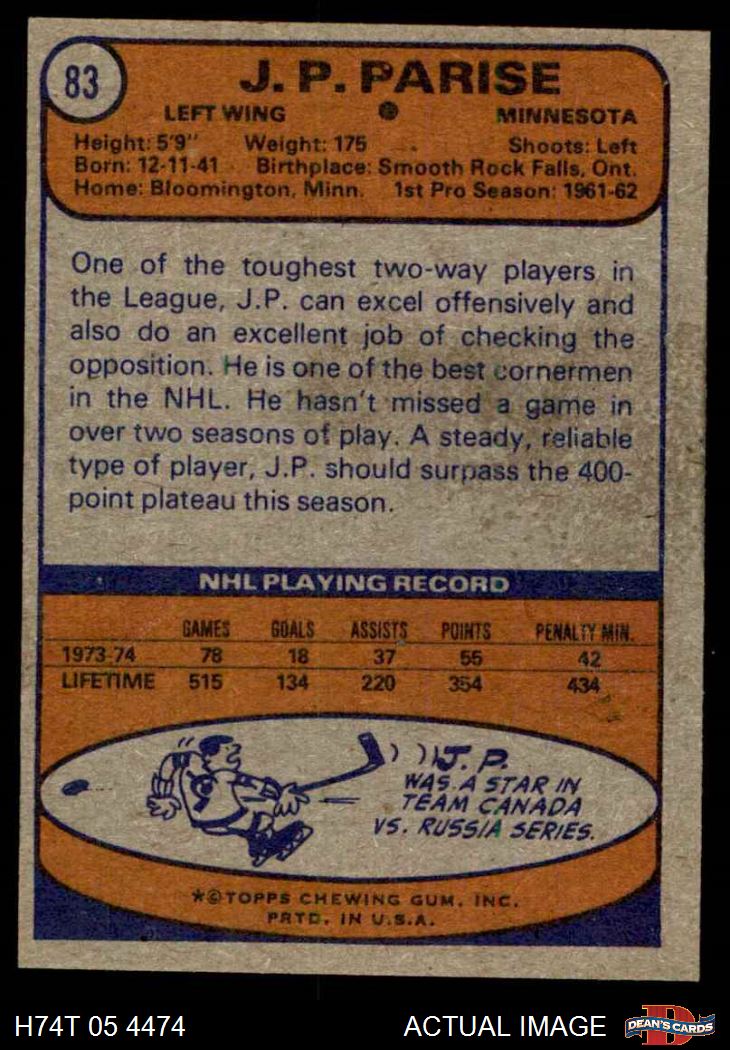 83
J. P. PARISE
LEFT WING MINNESOTA
Height: 5'9" Weight: 175 Shoots: Left
Born: 12-11-41 Birthplace: Smooth Rock Falls, Ont.
Home: Bloomington, Minn. 1st Pro Season: 1961-62
One of the toughest two-way players in
the League, J.P. can excel offensively and
also do an excellent job of checking the
opposition. He is one of the best cornermen
in the NHL. He hasn't missed a game in
over two seasons of play. A steady, reliable
type of player, J.P. should surpass the 400-
point plateau this season.
NHL PLAYING RECORD
GAMES GOALS ASSISTS POINTS PENALTY MIN.
1973-74 78 18 37 55 42
LIFETIME 515 134 220 354 434
J. P.
WAS A STAR IN
TEAM CANADA
VS. RUSSIA SERIES.
*©TOPPS CHEWING GUM, INC.
PRTD. IN U.S.A.
H74T 05 4474 ACTUAL IMAGE DEAN'S CARDS